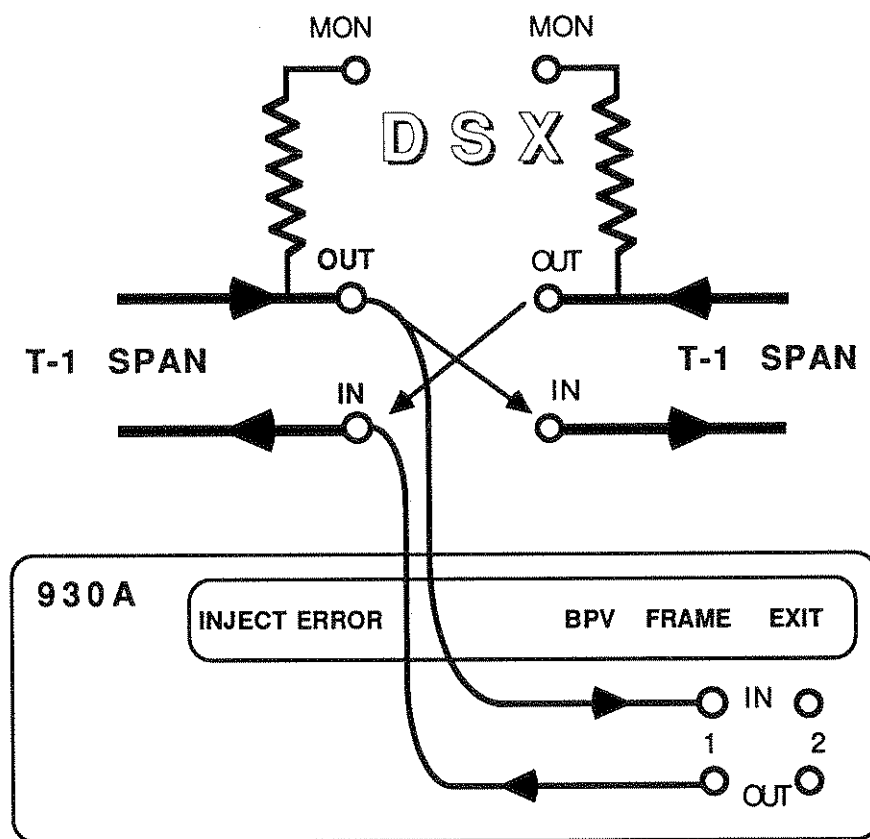 MON MON
DSX
OUT OUT
T-1 SPAN T-1 SPAN
IN IN
930A
INJECT ERROR BPV FRAME EXIT
IN
1 2
OUT